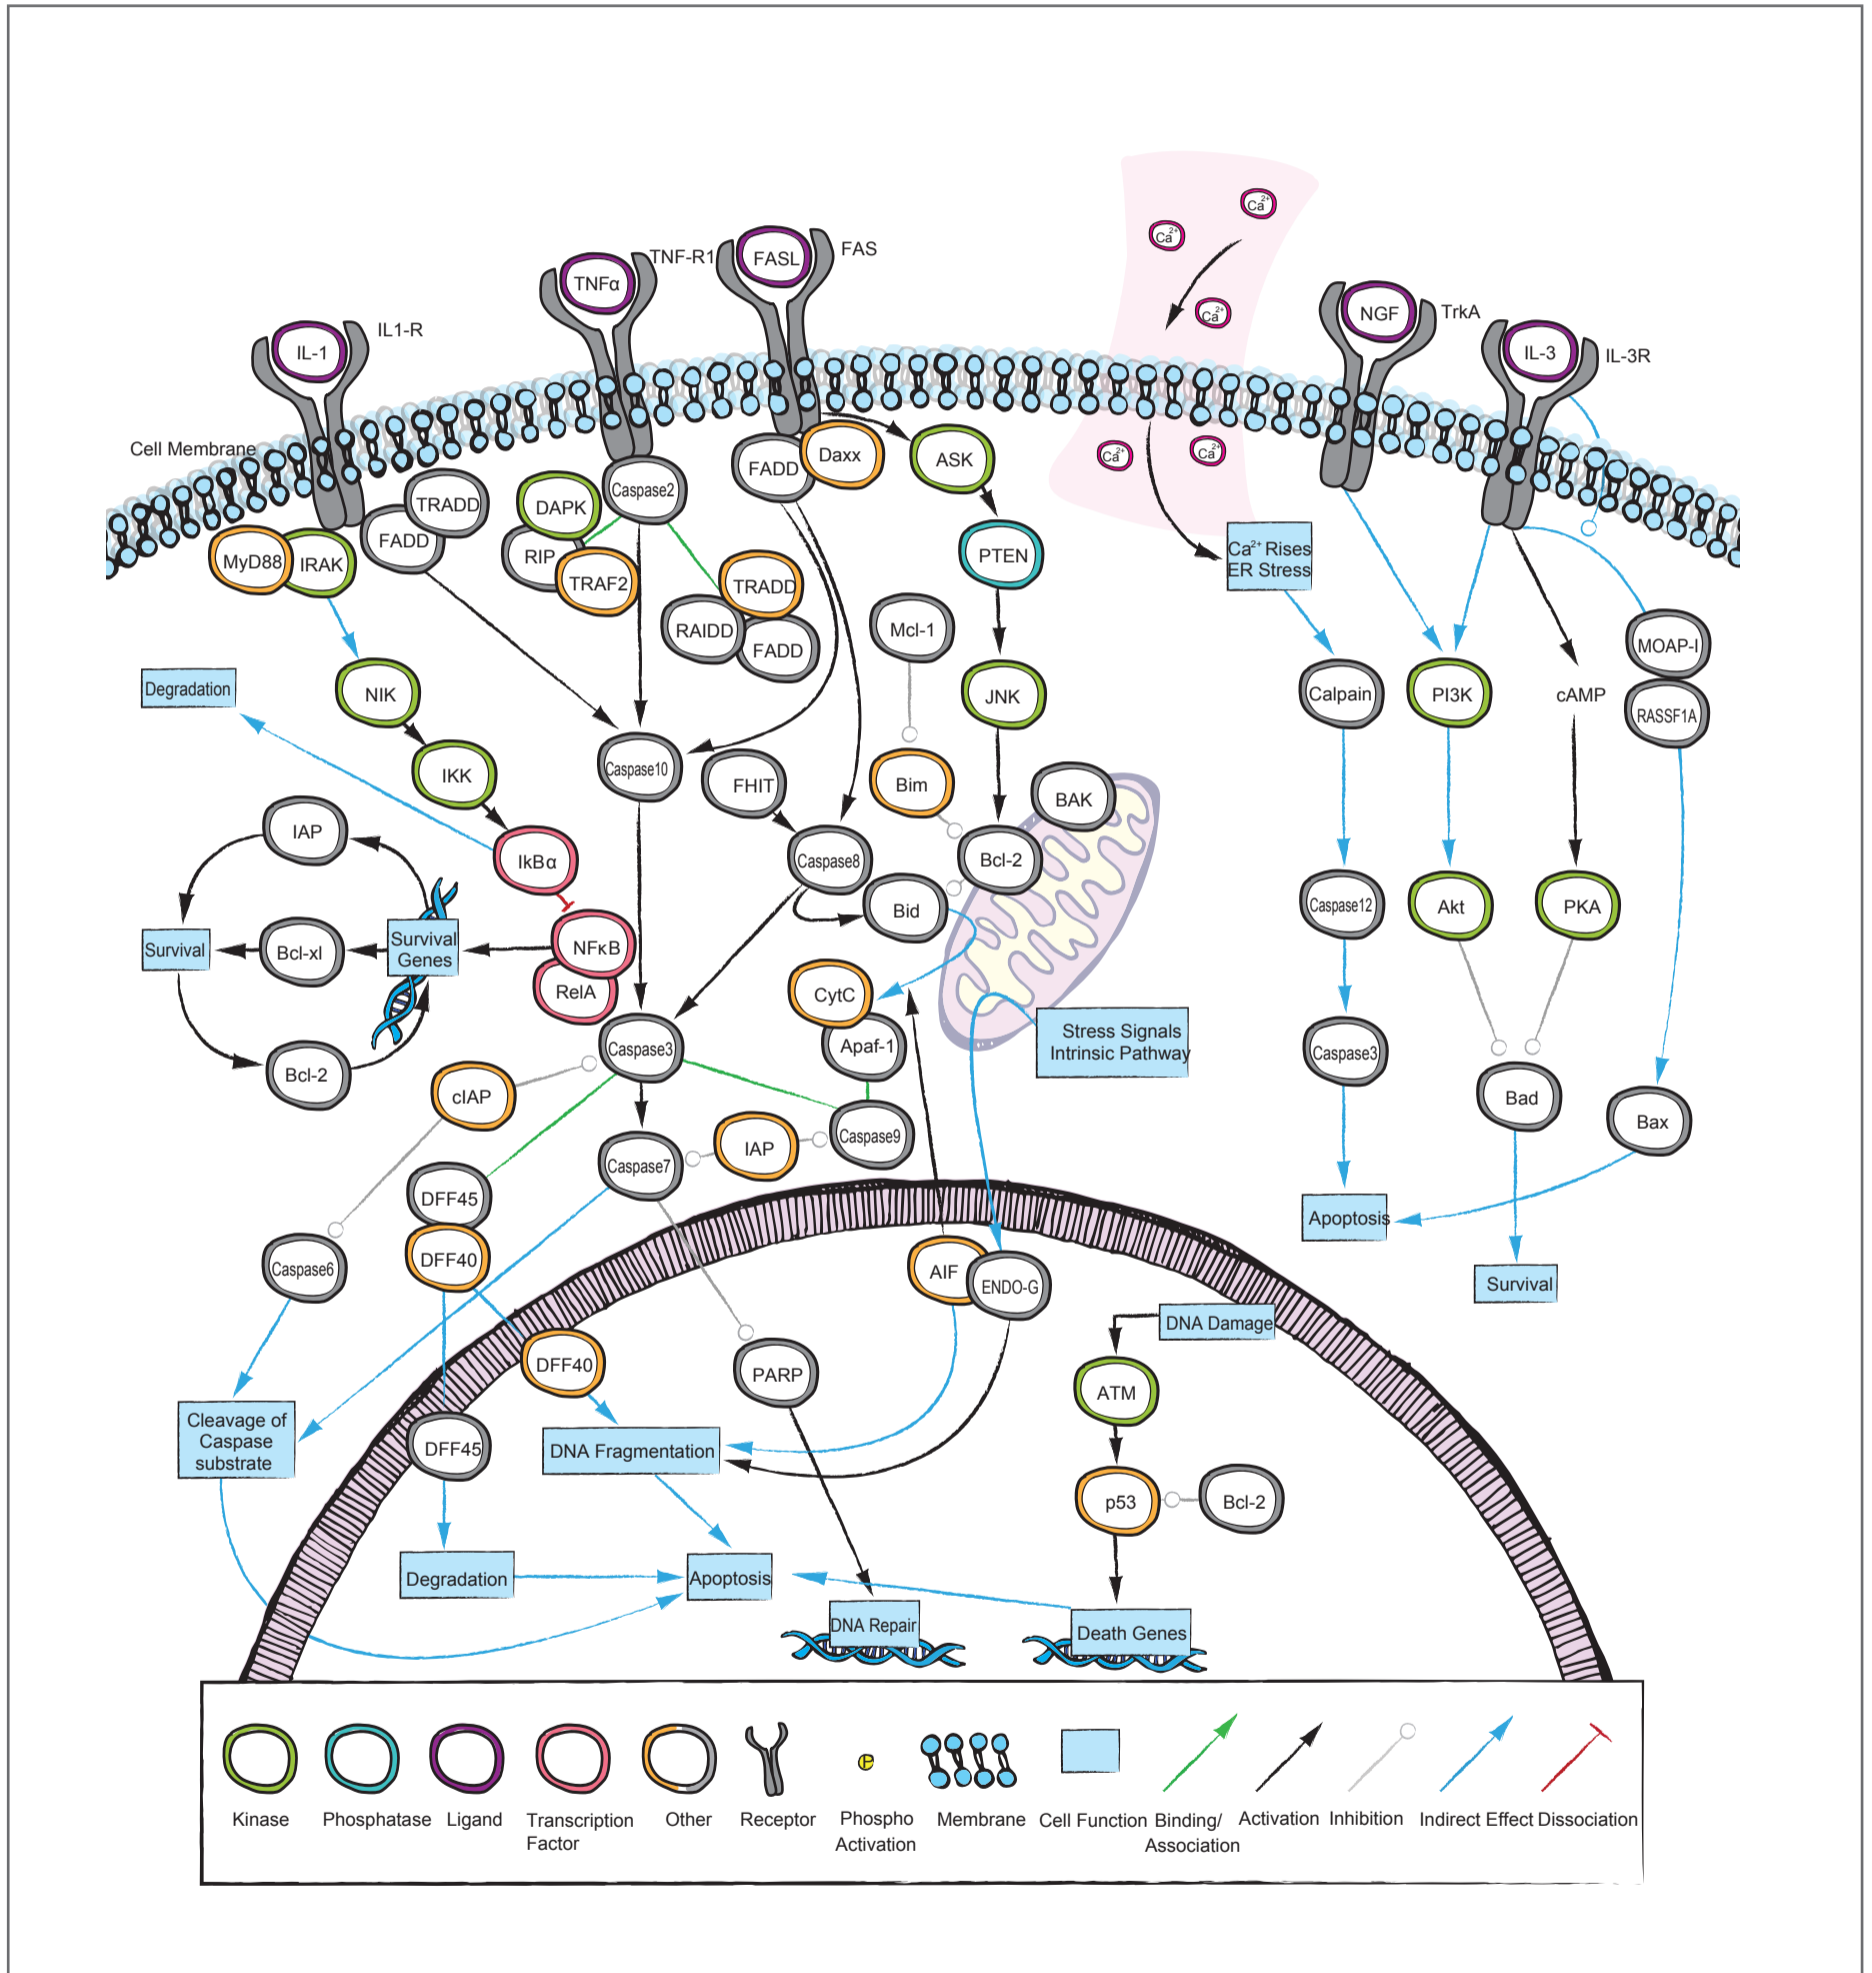 Ca2+
Ca2+
Ca2+
FASL
FAS
TNF-R1
TNFα
NGF
TrkA
IL1-R
IL-1
IL-3
IL-3R
Cell Membrane
Ca2+
Ca2+
FADD
Daxx
ASK
Caspase2
TRADD
DAPK
FADD
RIP
PTEN
Ca2+ Rises
ER Stress
MyD88
IRAK
TRAF2
TRADD
RAIDD
FADD
Mcl-1
MOAP-I
Degradation
NIK
JNK
Calpain
PI3K
cAMP
RASSF1A
IKK
Caspase10
FHIT
Bim
BAK
IAP
IkBα
Caspase8
Bcl-2
Bid
Caspase12
Akt
PKA
Survival
Bcl-xl
Survival
Genes
NFκB
RelA
CytC
Apaf-1
Stress Signals
Intrinsic Pathway
Caspase3
Caspase3
Bcl-2
cIAP
Bad
Bax
IAP
Caspase9
Caspase7
DFF45
DFF40
Apoptosis
Caspase6
AIF
ENDO-G
Survival
DNA Damage
DFF40
PARP
ATM
Cleavage of
Caspase
substrate
DFF45
DNA Fragmentation
p53
Bcl-2
Degradation
Apoptosis
DNA Repair
Death Genes
P
Kinase
Phosphatase
Ligand
Transcription
Factor
Other
Receptor
Phospho
Activation
Membrane
Cell Function
Binding/
Association
Activation
Inhibition
Indirect Effect
Dissociation